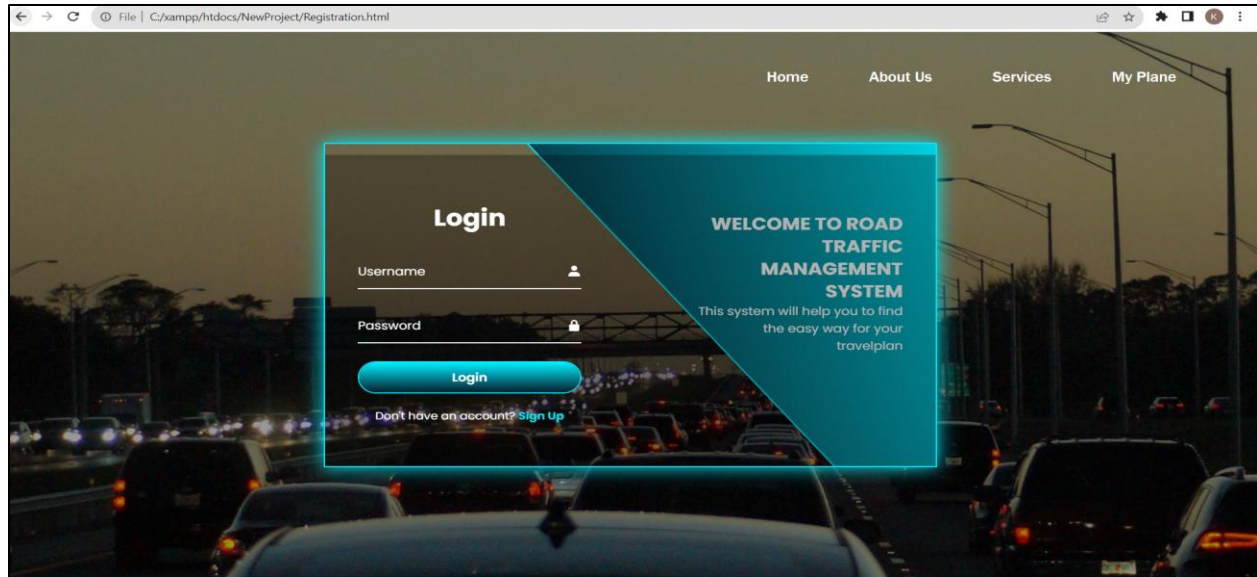 File | C:/xampp/htdocs/NewProject/Registration.html
K
Home About Us Services My Plane
Login
Username
Password
Login
Don't have an account? Sign Up
WELCOME TO ROAD
TRAFFIC
MANAGEMENT
SYSTEM
This system will help you to find
the easy way for your
travelplan